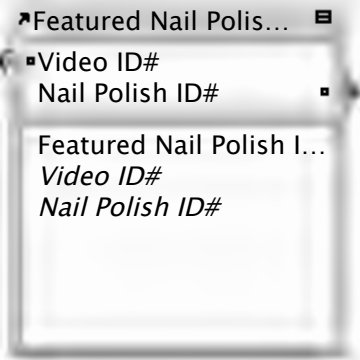 Featured Nail Polis...
Video ID#
Nail Polish ID#
Featured Nail Polish I...
Video ID#
Nail Polish ID#